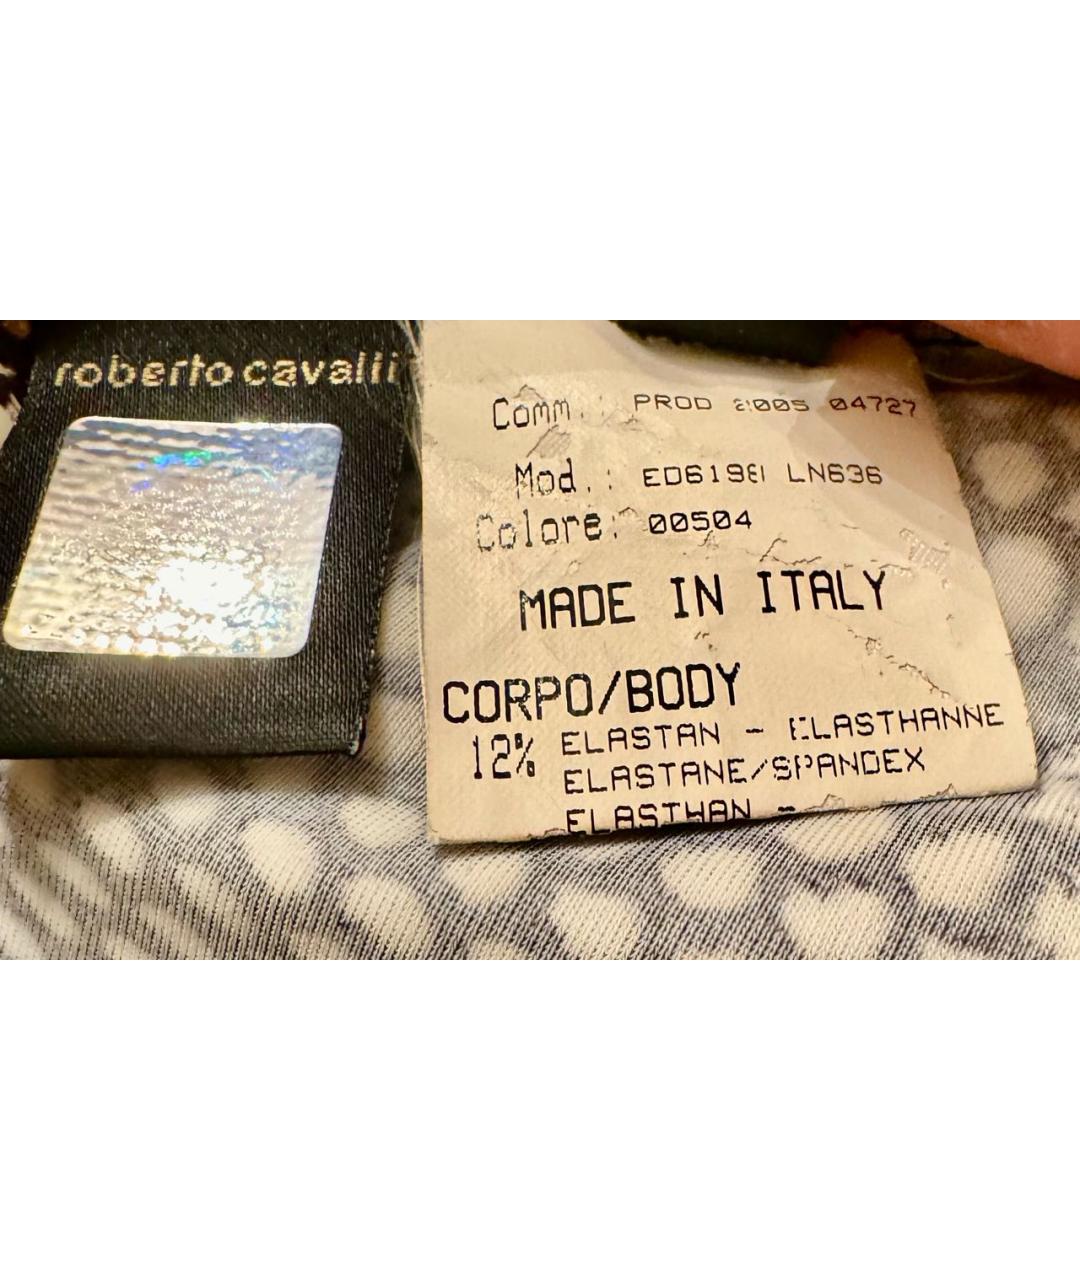 roberto cavalli
Comm.: PROD 2005 04727
Mod.: LN636
Colore: 00504
MADE IN ITALY
CORPO/BODY
12% ELASTAN - ELASTHANNE
ELASTANE/SPANDEX
ELASTHAN -